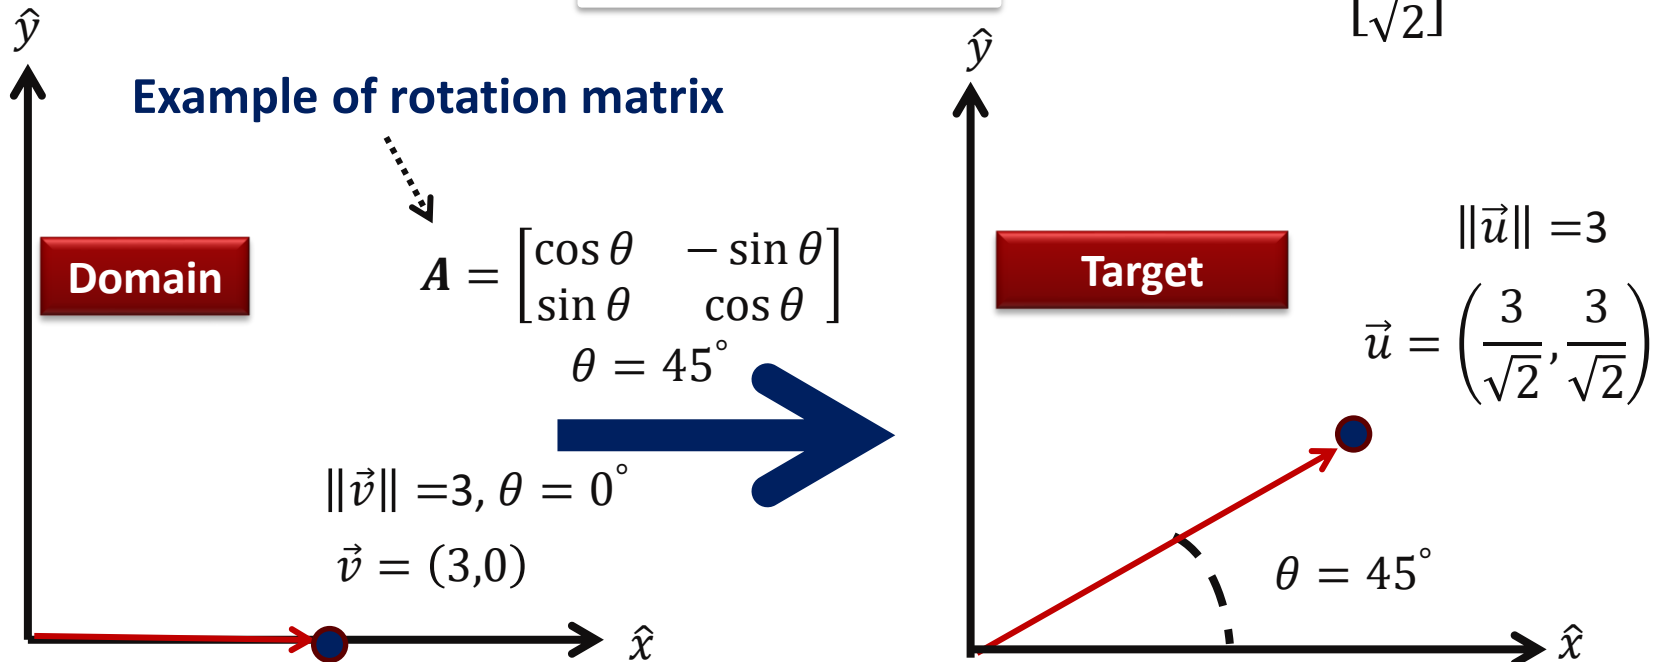 [√2]
ŷ
ŷ
Example of rotation matrix
Domain
A = [cos θ − sin θ
sin θ cos θ]
θ = 45°
‖v⃗‖ =3, θ = 0°
v⃗ = (3,0)
x̂
Target
‖u⃗‖ =3
u⃗ = (3/√2, 3/√2)
θ = 45°
x̂